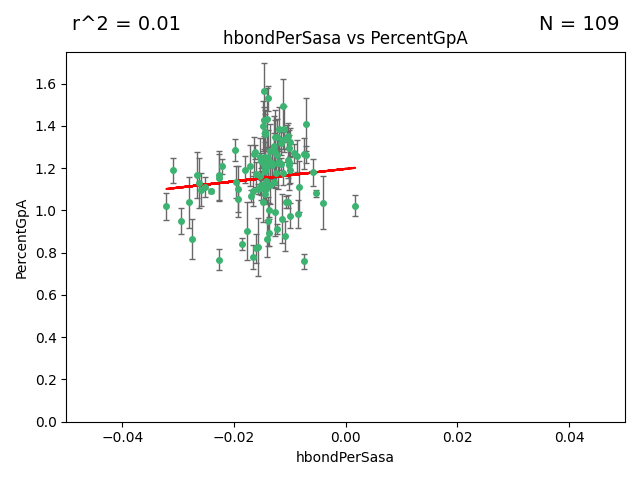 r^2 = 0.01
N = 109
hbondPerSasa vs PercentGpA
PercentGpA
1.6
1.4
1.2
1.0
0.8
0.6
0.4
0.2
0.0
−0.04
−0.02
0.00
0.02
0.04
hbondPerSasa